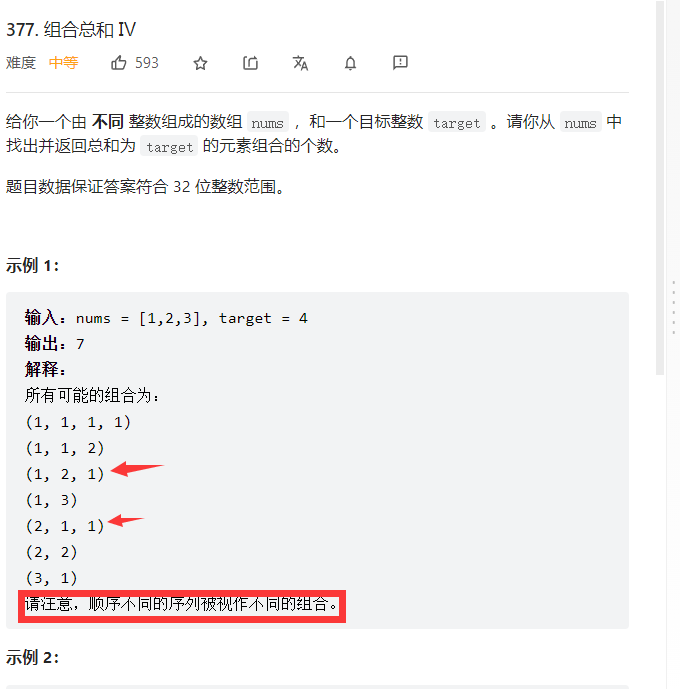 377. 组合总和 Ⅳ
难度 中等 593
给你一个由 不同 整数组成的数组 nums ，和一个目标整数 target 。请你从 nums 中
找出并返回总和为 target 的元素组合的个数。
题目数据保证答案符合 32 位整数范围。
示例 1：
输入：nums = [1,2,3], target = 4
输出：7
解释：
所有可能的组合为：
(1, 1, 1, 1)
(1, 1, 2)
(1, 2, 1)
(1, 3)
(2, 1, 1)
(2, 2)
(3, 1)
请注意，顺序不同的序列被视作不同的组合。
示例 2：